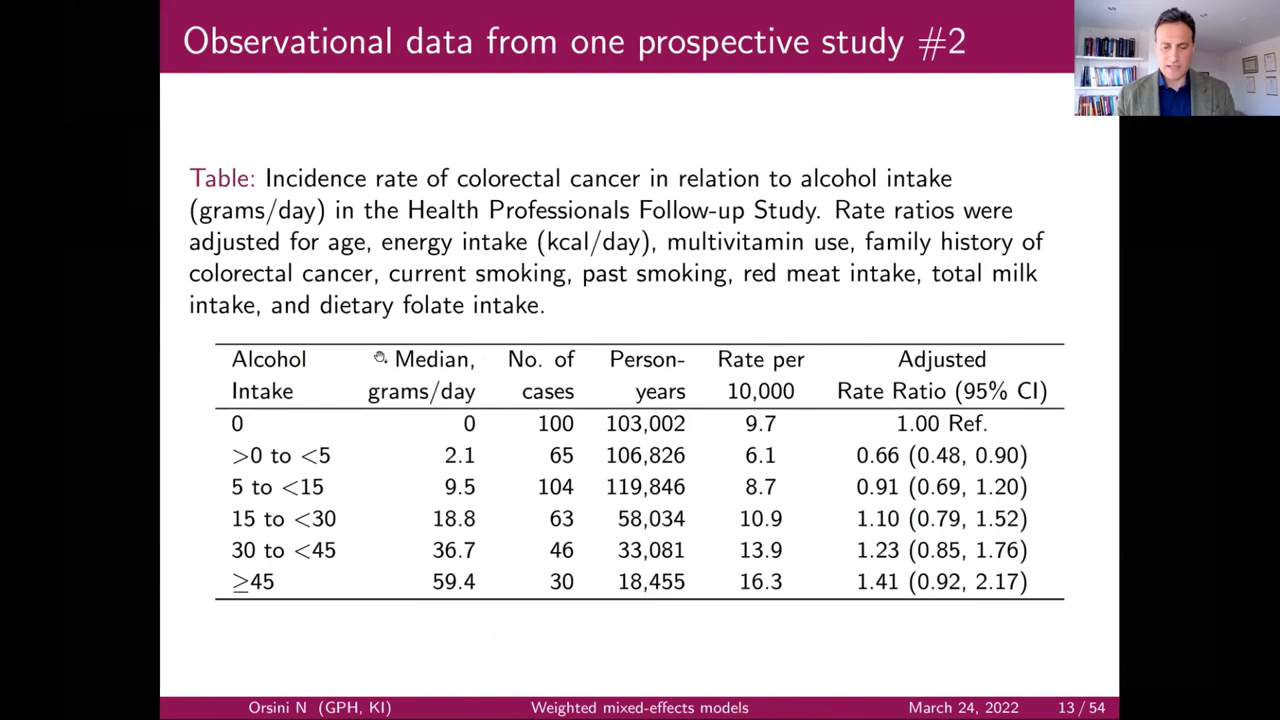 Observational data from one prospective study #2
Table: Incidence rate of colorectal cancer in relation to alcohol intake
(grams/day) in the Health Professionals Follow-up Study. Rate ratios were
adjusted for age, energy intake (kcal/day), multivitamin use, family history of
colorectal cancer, current smoking, past smoking, red meat intake, total milk
intake, and dietary folate intake.
Alcohol Median, No. of Person- Rate per Adjusted
Intake grams/day cases years 10,000 Rate Ratio (95% CI)
0 0 100 103,002 9.7 1.00 Ref.
>0 to <5 2.1 65 106,826 6.1 0.66 (0.48, 0.90)
5 to <15 9.5 104 119,846 8.7 0.91 (0.69, 1.20)
15 to <30 18.8 63 58,034 10.9 1.10 (0.79, 1.52)
30 to <45 36.7 46 33,081 13.9 1.23 (0.85, 1.76)
≥45 59.4 30 18,455 16.3 1.41 (0.92, 2.17)
Orsini N (GPH, KI) Weighted mixed-effects models March 24, 2022 13 / 54